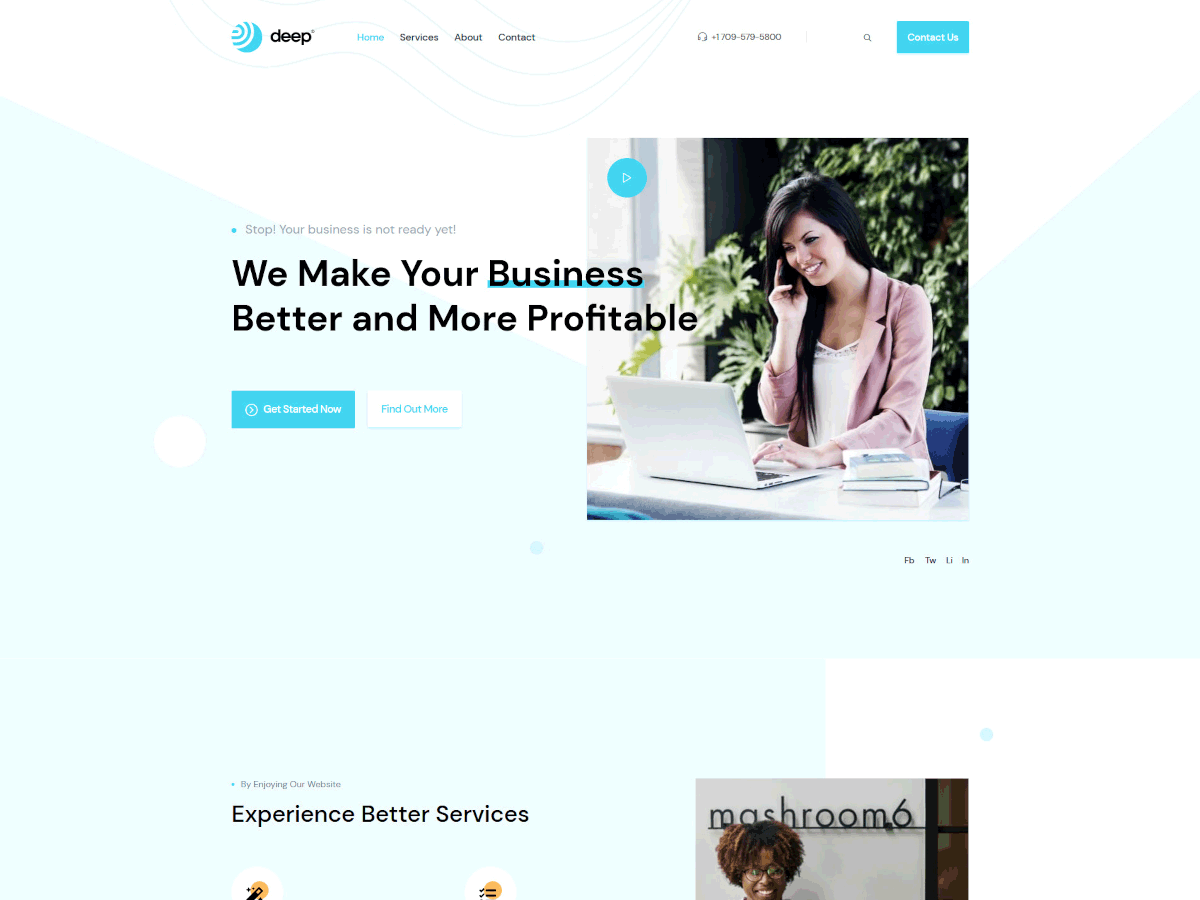 deep®
Home Services About Contact
+1 709-579-5800
Contact Us
Stop! Your business is not ready yet!
We Make Your Business
Better and More Profitable
Get Started Now
Find Out More
Fb Tw Li In
By Enjoying Our Website
Experience Better Services
mashroom6